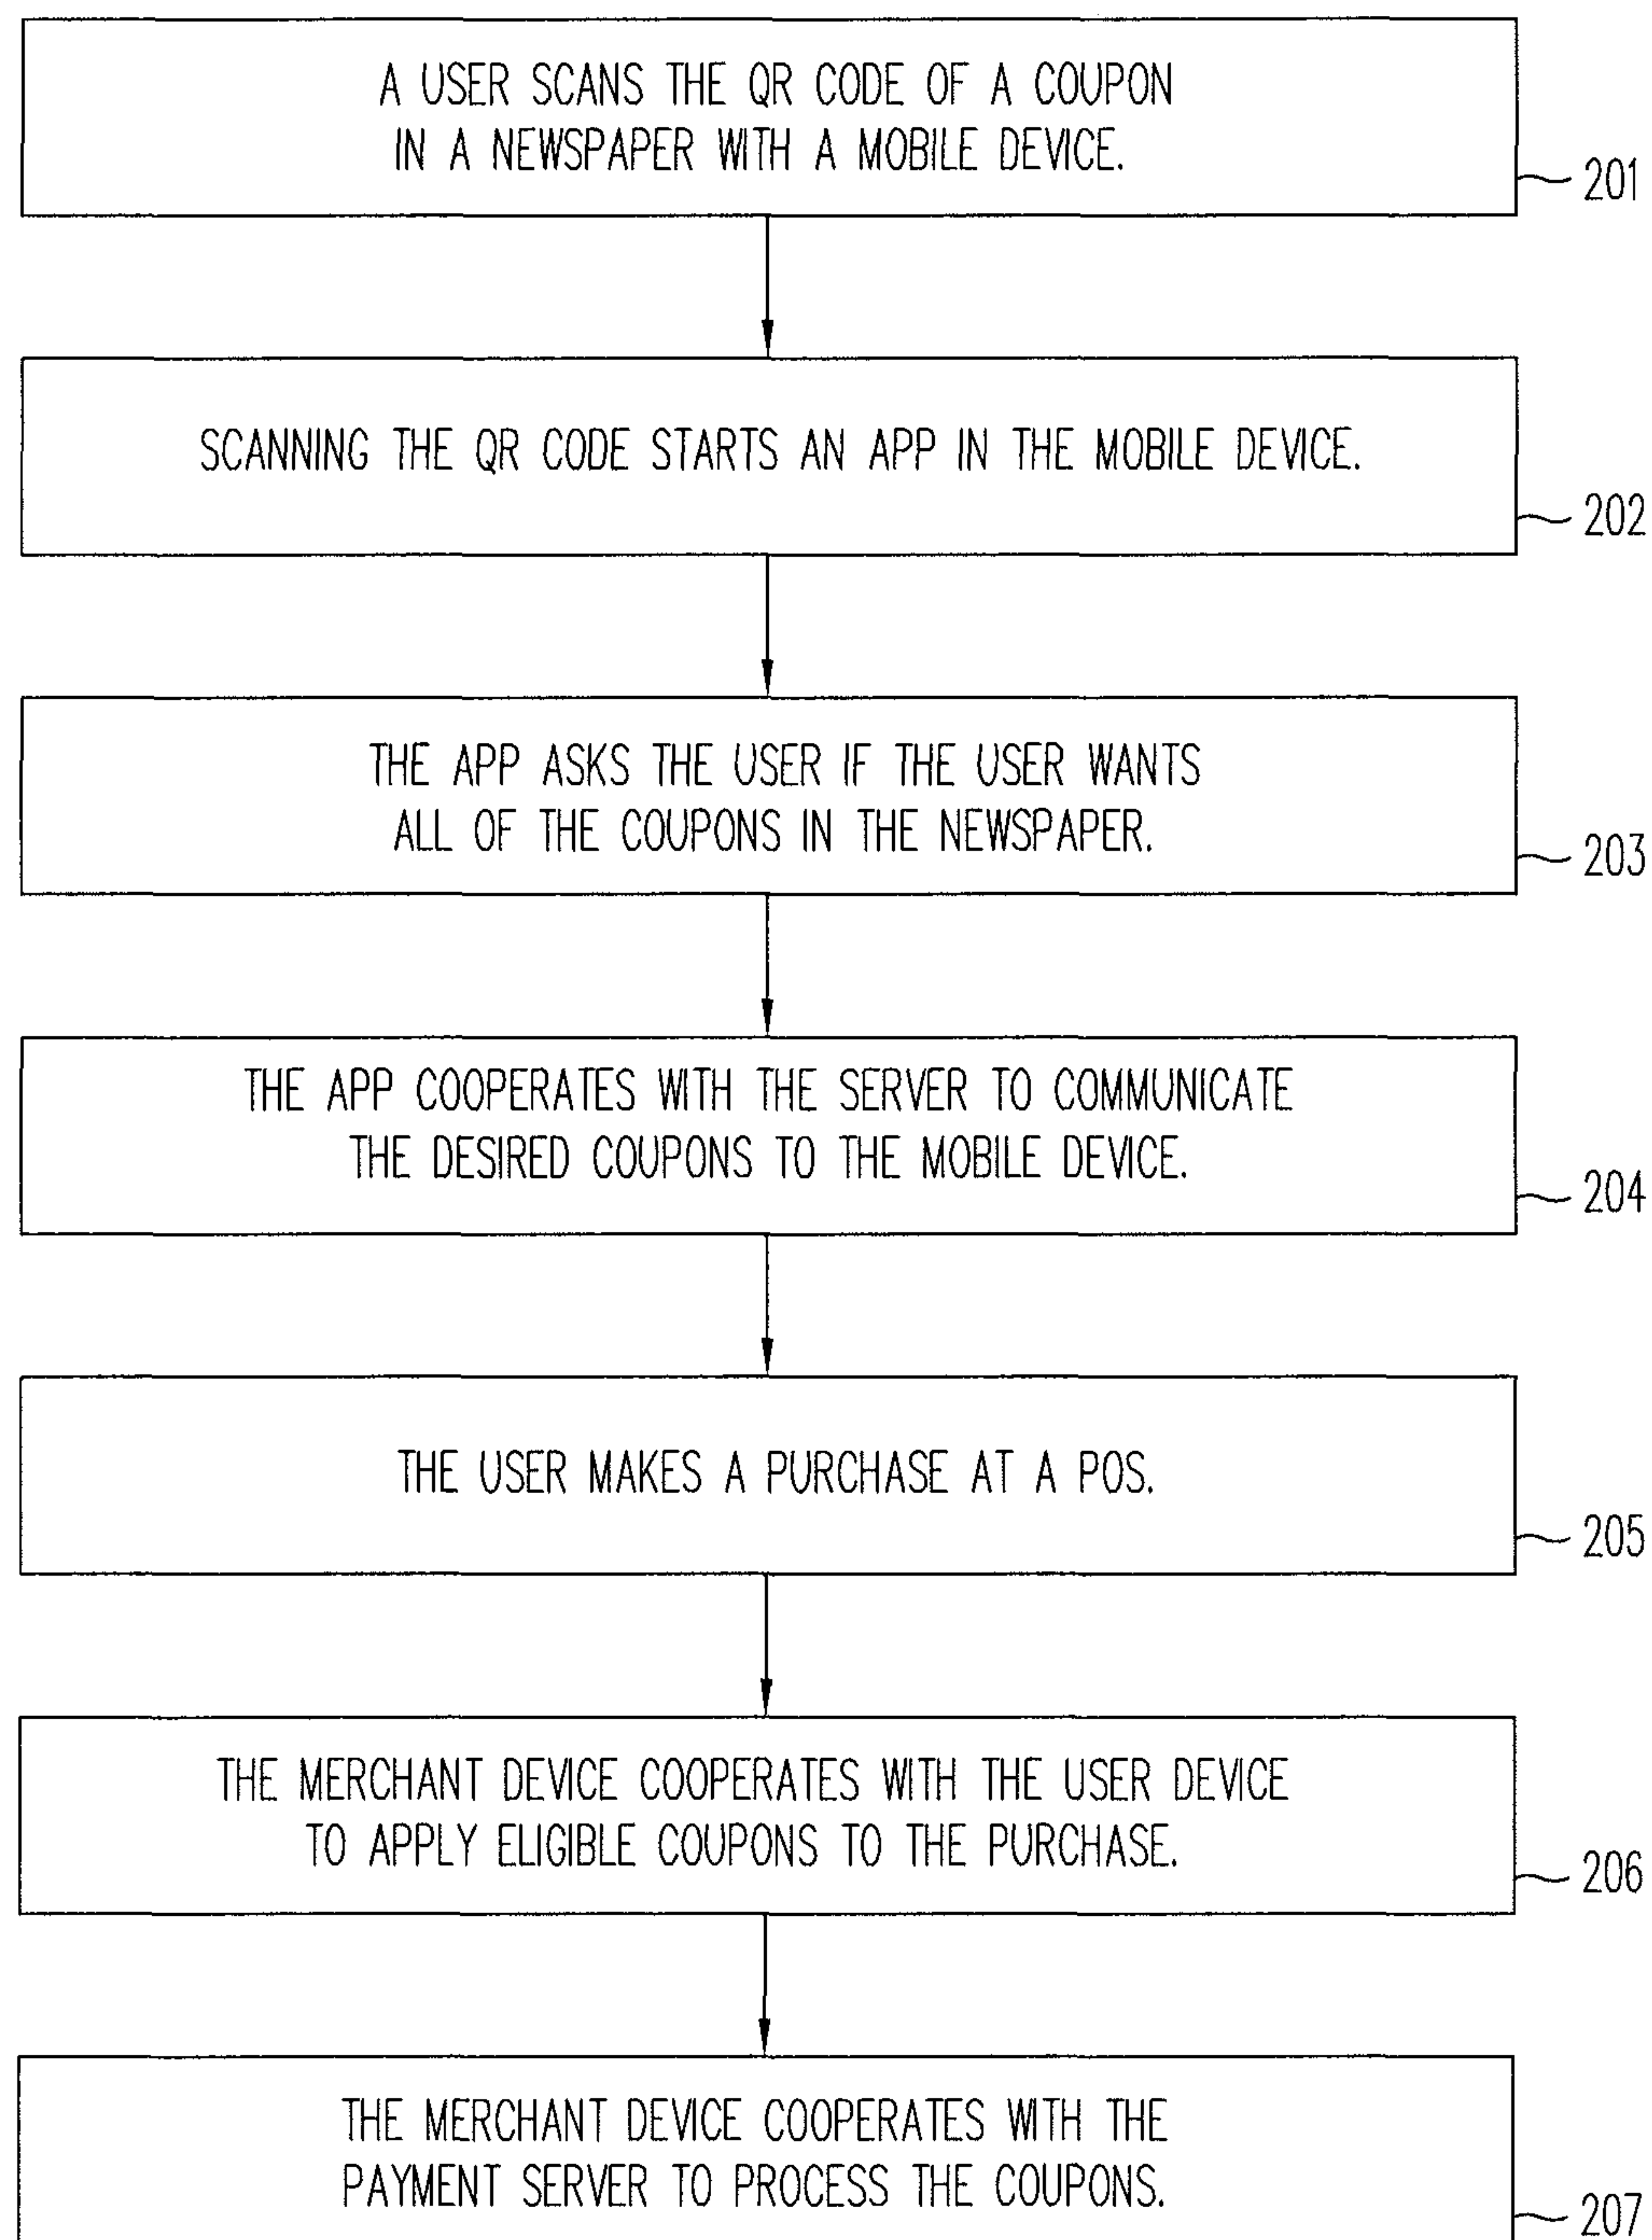 A USER SCANS THE QR CODE OF A COUPON
IN A NEWSPAPER WITH A MOBILE DEVICE.
201
SCANNING THE QR CODE STARTS AN APP IN THE MOBILE DEVICE.
202
THE APP ASKS THE USER IF THE USER WANTS
ALL OF THE COUPONS IN THE NEWSPAPER.
203
THE APP COOPERATES WITH THE SERVER TO COMMUNICATE
THE DESIRED COUPONS TO THE MOBILE DEVICE.
204
THE USER MAKES A PURCHASE AT A POS.
205
THE MERCHANT DEVICE COOPERATES WITH THE USER DEVICE
TO APPLY ELIGIBLE COUPONS TO THE PURCHASE.
206
THE MERCHANT DEVICE COOPERATES WITH THE
PAYMENT SERVER TO PROCESS THE COUPONS.
207